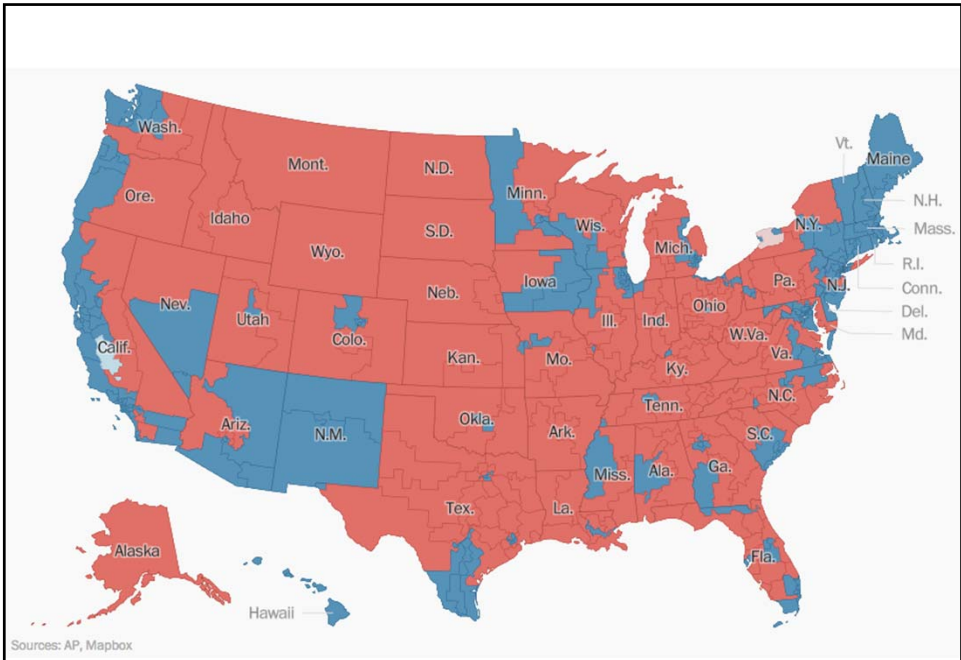 Wash.
Vt.
Maine
Mont.
N.D.
Minn.
Ore.
N.H.
Idaho
N.Y.
Wis.
Mass.
S.D.
Mich.
Wyo.
R.I.
Iowa
Pa.
N.J.
Conn.
Neb.
Nev.
Ohio
Del.
Utah
Ill.
Ind.
W.Va.
Md.
Colo.
Calif.
Kan.
Mo.
Va.
Ky.
N.C.
Tenn.
Okla.
Ariz.
N.M.
Ark.
S.C.
Miss.
Ala.
Ga.
Tex.
La.
Alaska
Fla.
Hawaii
Sources: AP, Mapbox